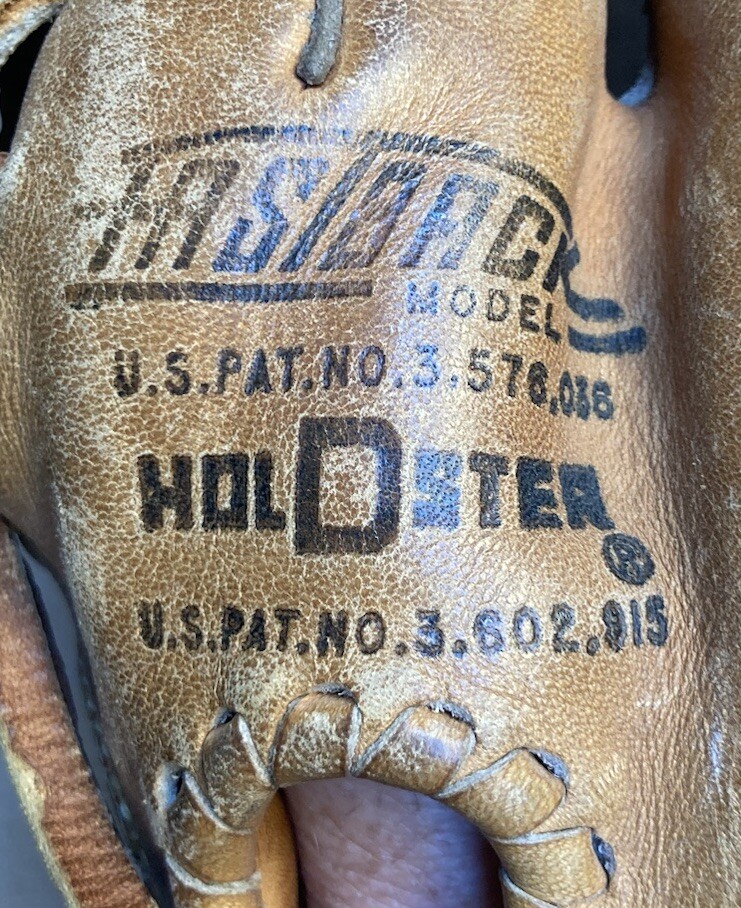 FASTBACK
MODEL
U.S.PAT.NO.3.576,036
HOLDSTER®
U.S.PAT.NO.3.602.915